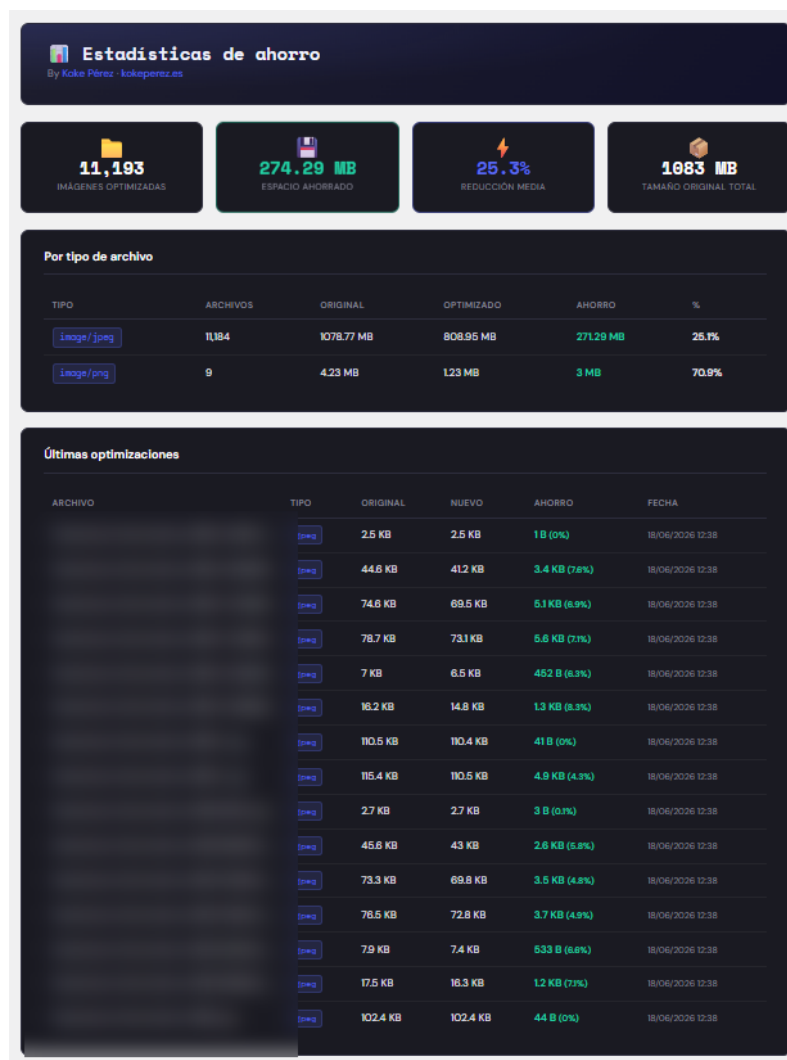 Estadísticas de ahorro
By Koke Pérez · kokeperez.es
11,193
IMÁGENES OPTIMIZADAS
274.29 MB
ESPACIO AHORRADO
25.3%
REDUCCIÓN MEDIA
1083 MB
TAMAÑO ORIGINAL TOTAL
Por tipo de archivo
TIPO ARCHIVOS ORIGINAL OPTIMIZADO AHORRO %
image/jpeg 11,184 1078.77 MB 808.95 MB 271.29 MB 25.1%
image/png 9 4.23 MB 1.23 MB 3 MB 70.9%
Últimas optimizaciones
ARCHIVO TIPO ORIGINAL NUEVO AHORRO FECHA
jpeg 2.5 KB 2.5 KB 1 B (0%) 18/06/2026 12:38
jpeg 44.6 KB 41.2 KB 3.4 KB (7.6%) 18/06/2026 12:38
jpeg 74.6 KB 69.5 KB 5.1 KB (6.9%) 18/06/2026 12:38
jpeg 78.7 KB 73.1 KB 5.6 KB (7.1%) 18/06/2026 12:38
jpeg 7 KB 6.5 KB 452 B (6.3%) 18/06/2026 12:38
jpeg 16.2 KB 14.8 KB 1.3 KB (8.3%) 18/06/2026 12:38
jpeg 110.5 KB 110.4 KB 41 B (0%) 18/06/2026 12:38
jpeg 115.4 KB 110.5 KB 4.9 KB (4.3%) 18/06/2026 12:38
jpeg 2.7 KB 2.7 KB 3 B (0.1%) 18/06/2026 12:38
jpeg 45.6 KB 43 KB 2.6 KB (5.8%) 18/06/2026 12:38
jpeg 73.3 KB 69.8 KB 3.5 KB (4.8%) 18/06/2026 12:38
jpeg 76.5 KB 72.8 KB 3.7 KB (4.9%) 18/06/2026 12:38
jpeg 7.9 KB 7.4 KB 533 B (6.6%) 18/06/2026 12:38
jpeg 17.5 KB 16.3 KB 1.2 KB (7.1%) 18/06/2026 12:38
jpeg 102.4 KB 102.4 KB 44 B (0%) 18/06/2026 12:38